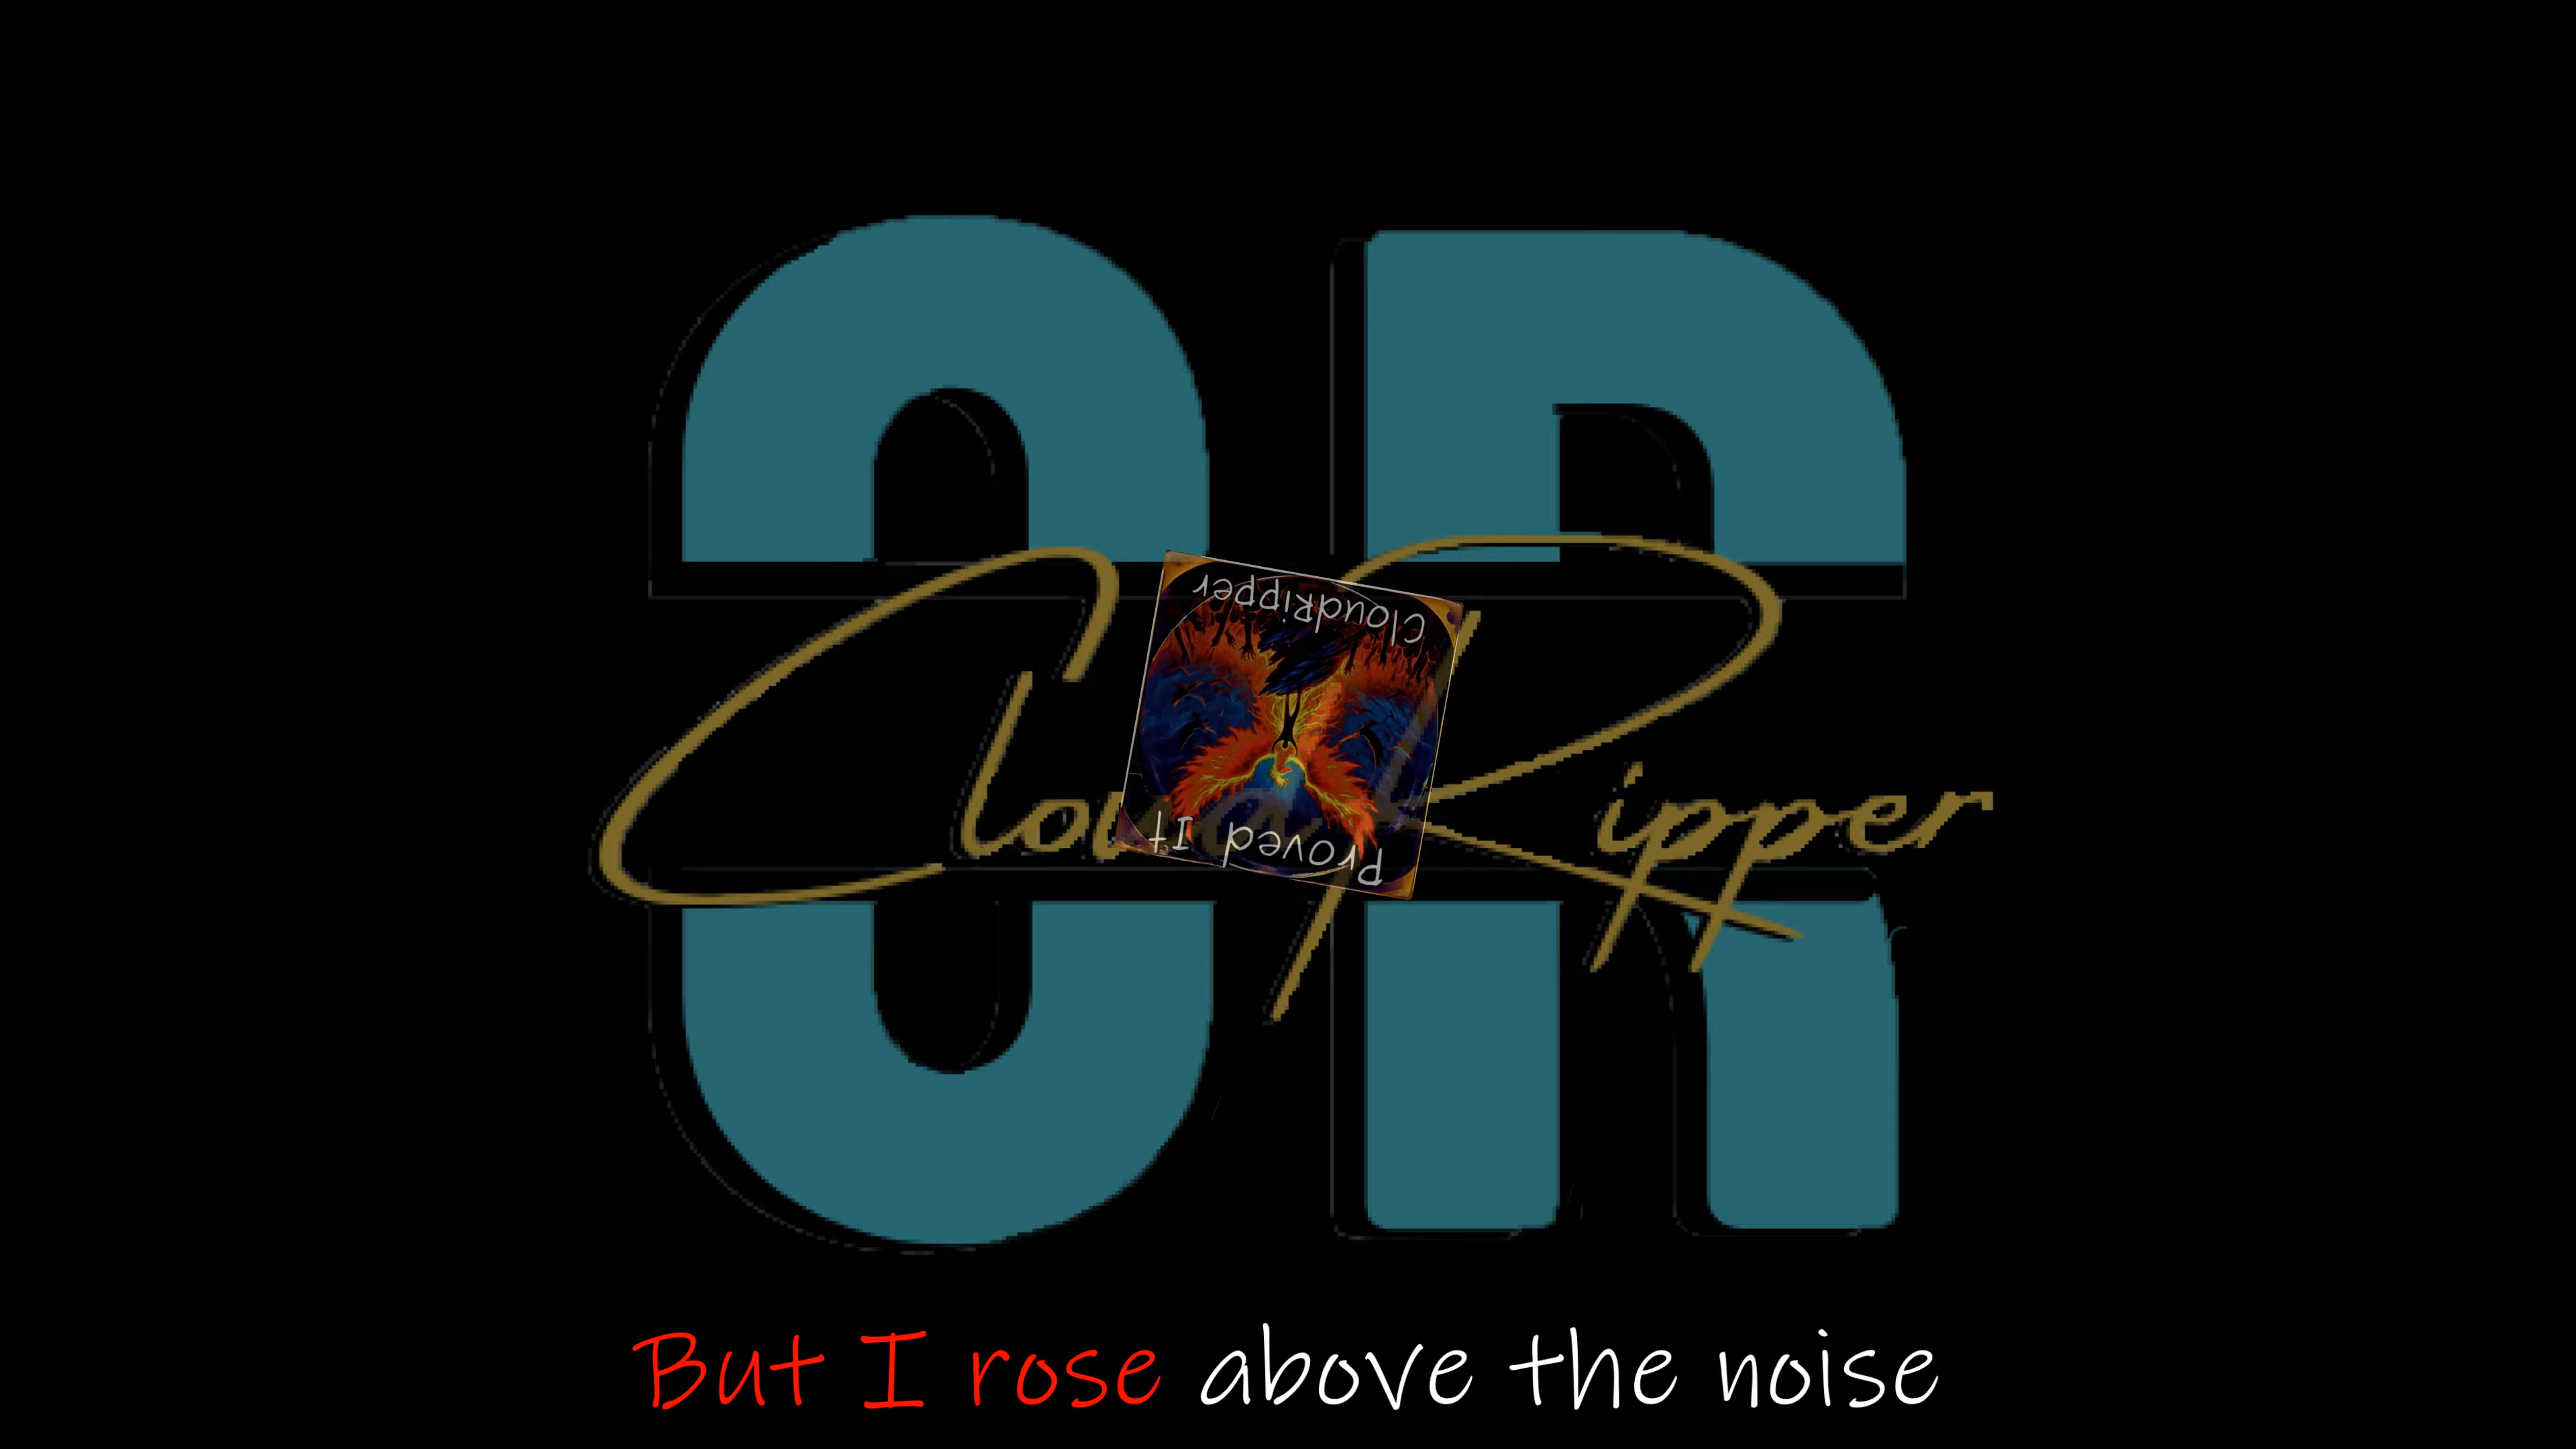 CR
CloudRipper
CloudRipper
Proved It
But I rose above the noise